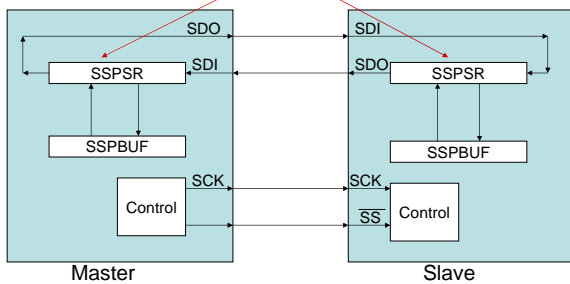 SDO SDI
SDI SDO
SSPSR SSPSR
SSPBUF SSPBUF
SCK SCK
Control Control
SS
Master Slave